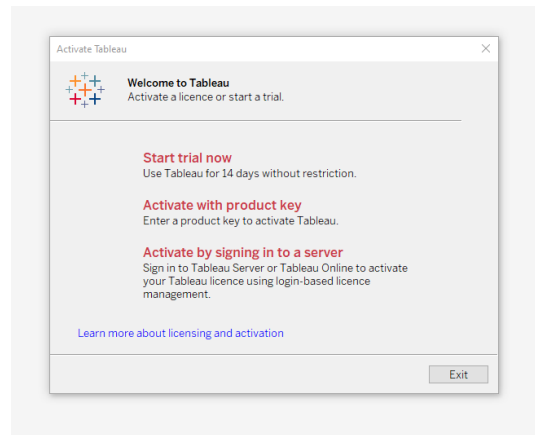 Activate Tableau
Welcome to Tableau
Activate a licence or start a trial.
Start trial now
Use Tableau for 14 days without restriction.
Activate with product key
Enter a product key to activate Tableau.
Activate by signing in to a server
Sign in to Tableau Server or Tableau Online to activate
your Tableau licence using login-based licence
management.
Learn more about licensing and activation
Exit